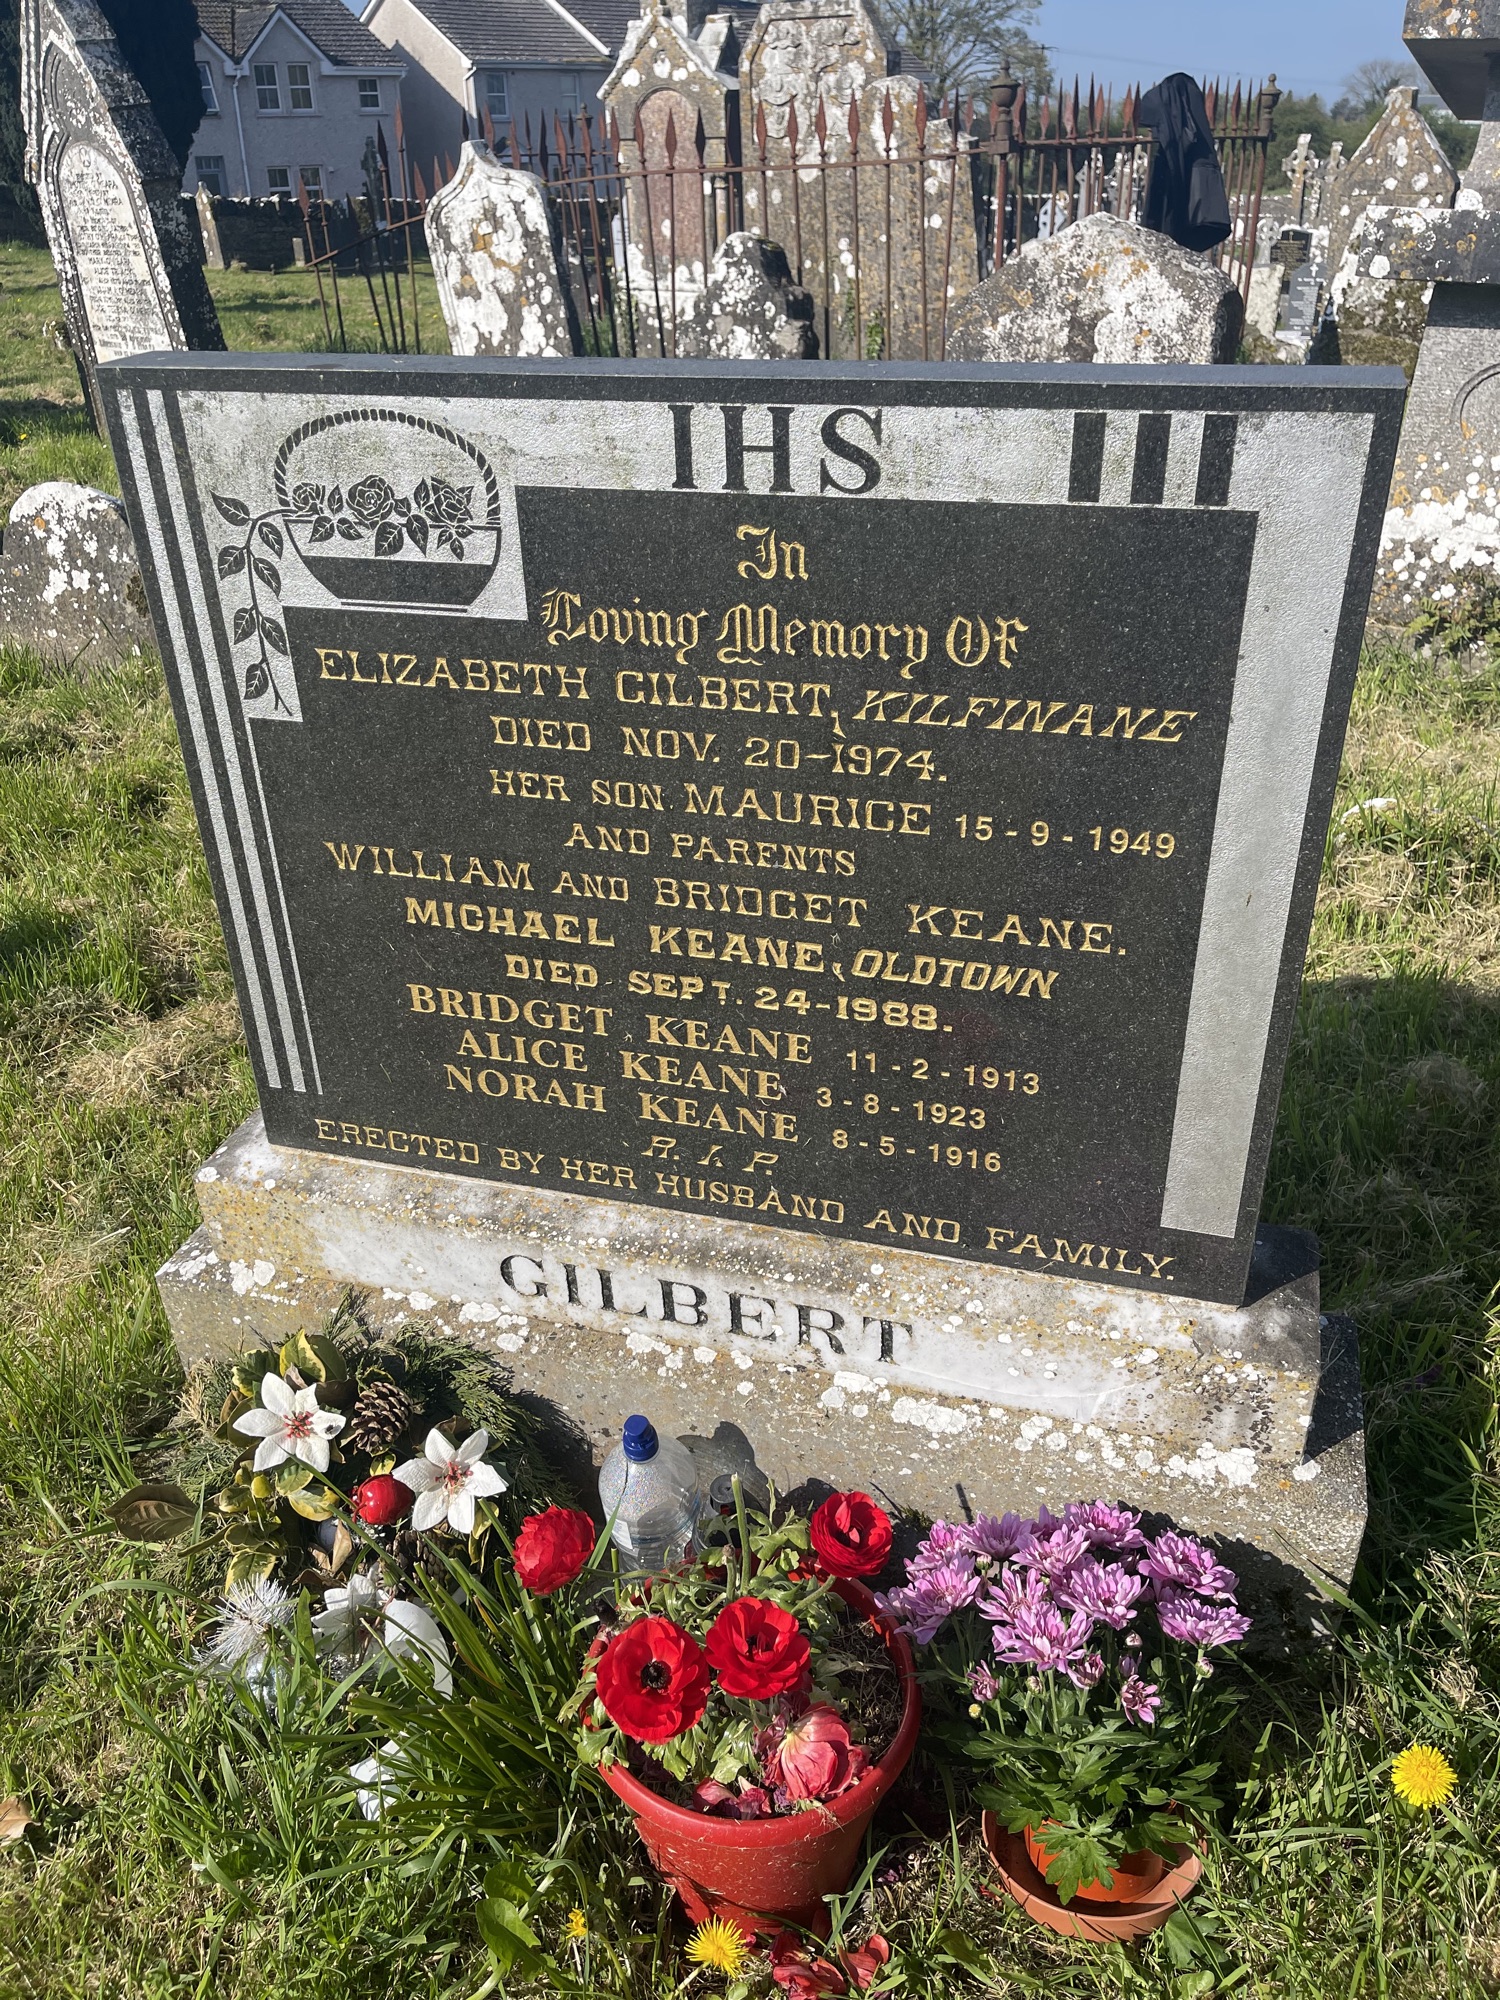 IHS
In
Loving Memory Of
ELIZABETH GILBERT, KILFINANE
DIED NOV. 20-1974.
HER SON MAURICE 15-9-1949
AND PARENTS
WILLIAM AND BRIDGET KEANE.
MICHAEL KEANE, OLDTOWN
DIED SEPT. 24-1988.
BRIDGET KEANE 11-2-1913
ALICE KEANE 3-8-1923
NORAH KEANE 8-5-1916
R. I. P.
ERECTED BY HER HUSBAND AND FAMILY.
GILBERT